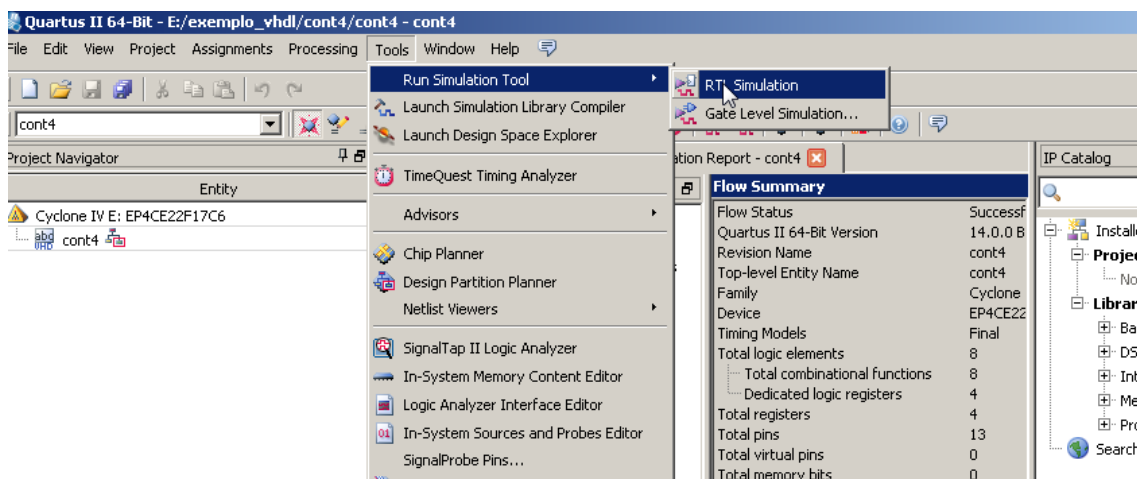 Quartus II 64-Bit - E:/exemplo_vhdl/cont4/cont4 - cont4
File Edit View Project Assignments Processing Tools Window Help
Run Simulation Tool
RTL Simulation
Launch Simulation Library Compiler
Gate Level Simulation...
cont4
Launch Design Space Explorer
Project Navigator
Report - cont4
IP Catalog
Entity
TimeQuest Timing Analyzer
Flow Summary
Cyclone IV E: EP4CE22F17C6
cont4
Advisors
Chip Planner
Design Partition Planner
Netlist Viewers
SignalTap II Logic Analyzer
In-System Memory Content Editor
Logic Analyzer Interface Editor
In-System Sources and Probes Editor
SignalProbe Pins...
Flow Status Successf
Quartus II 64-Bit Version 14.0.0 B
Revision Name cont4
Top-level Entity Name cont4
Family Cyclone
Device EP4CE22
Timing Models Final
Total logic elements 8
Total combinational functions 8
Dedicated logic registers 4
Total registers 4
Total pins 13
Total virtual pins 0
Total memory bits 0
Install
Projec
No
Librar
Ba
DS
Int
Me
Pro
Search